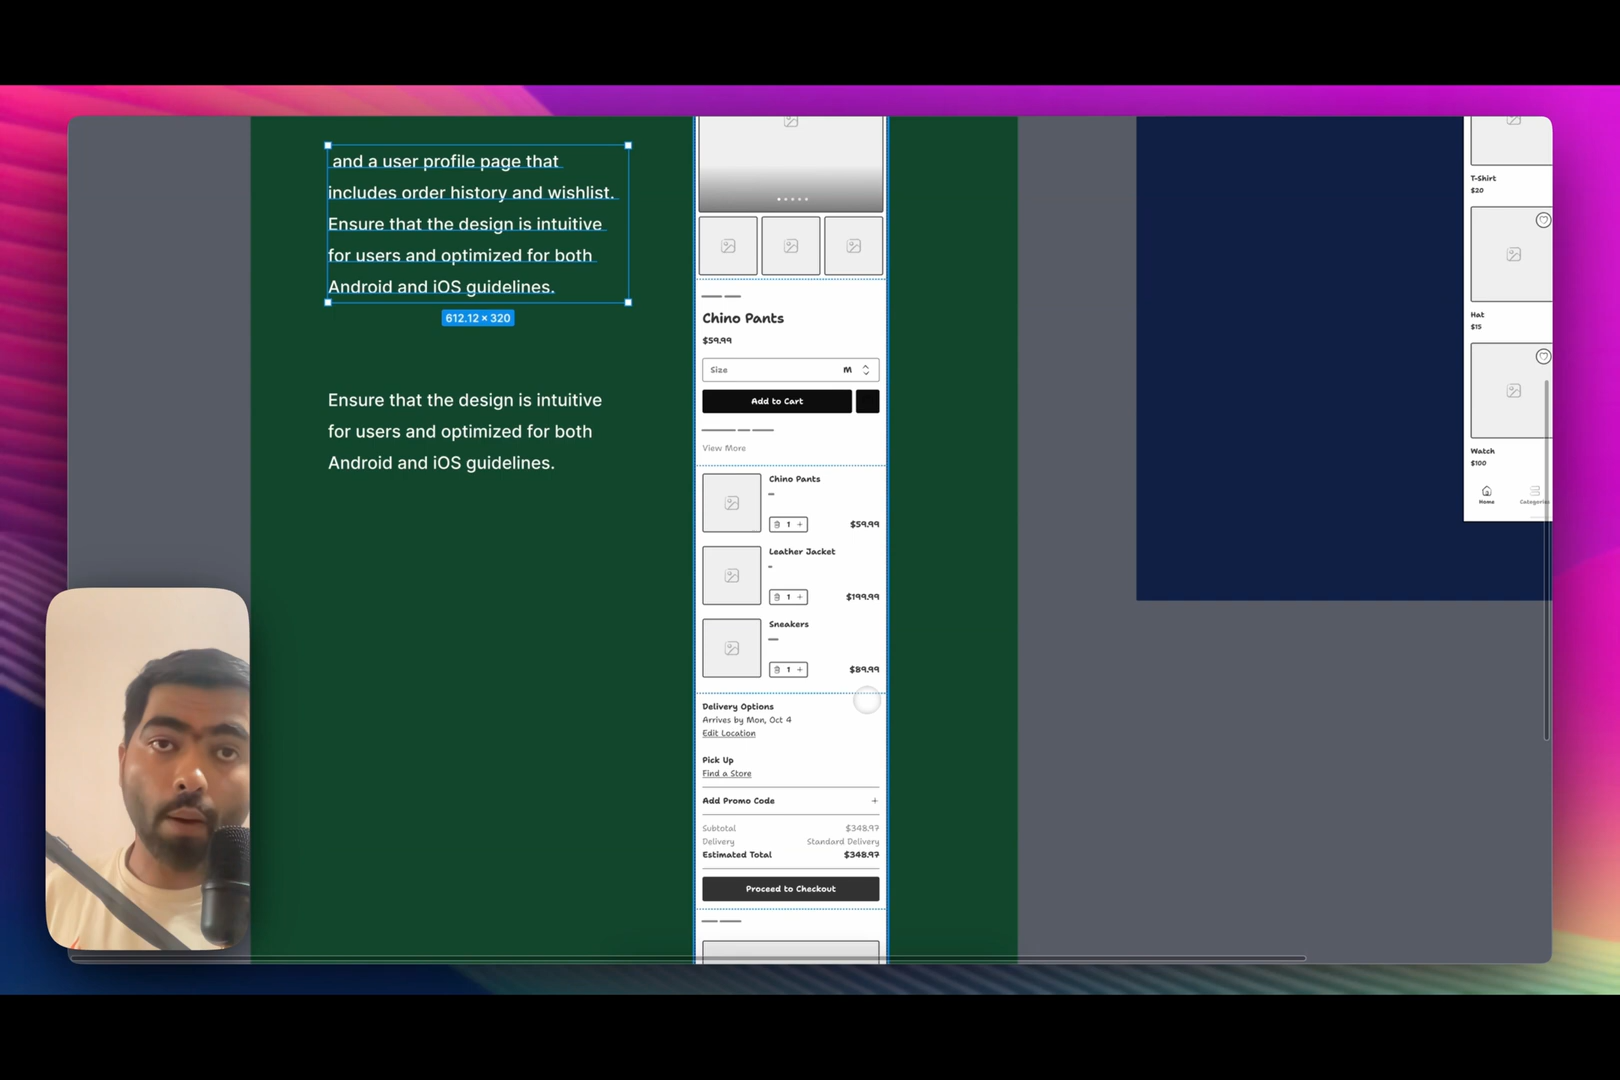 and a user profile page that
includes order history and wishlist.
Ensure that the design is intuitive
for users and optimized for both
Android and iOS guidelines.
612.12 × 320
Ensure that the design is intuitive
for users and optimized for both
Android and iOS guidelines.
Chino Pants
$59.99
Size M
Add to Cart
View More
Chino Pants
1 + $59.99
Leather Jacket
1 + $199.99
Sneakers
1 + $89.99
Delivery Options
Arrives by Mon, Oct 4
Edit Location
Pick Up
Find a Store
Add Promo Code +
Subtotal $348.97
Delivery Standard Delivery
Estimated Total $348.97
Proceed to Checkout
T-Shirt
$20
Hat
$15
Watch
$100
Home Categories